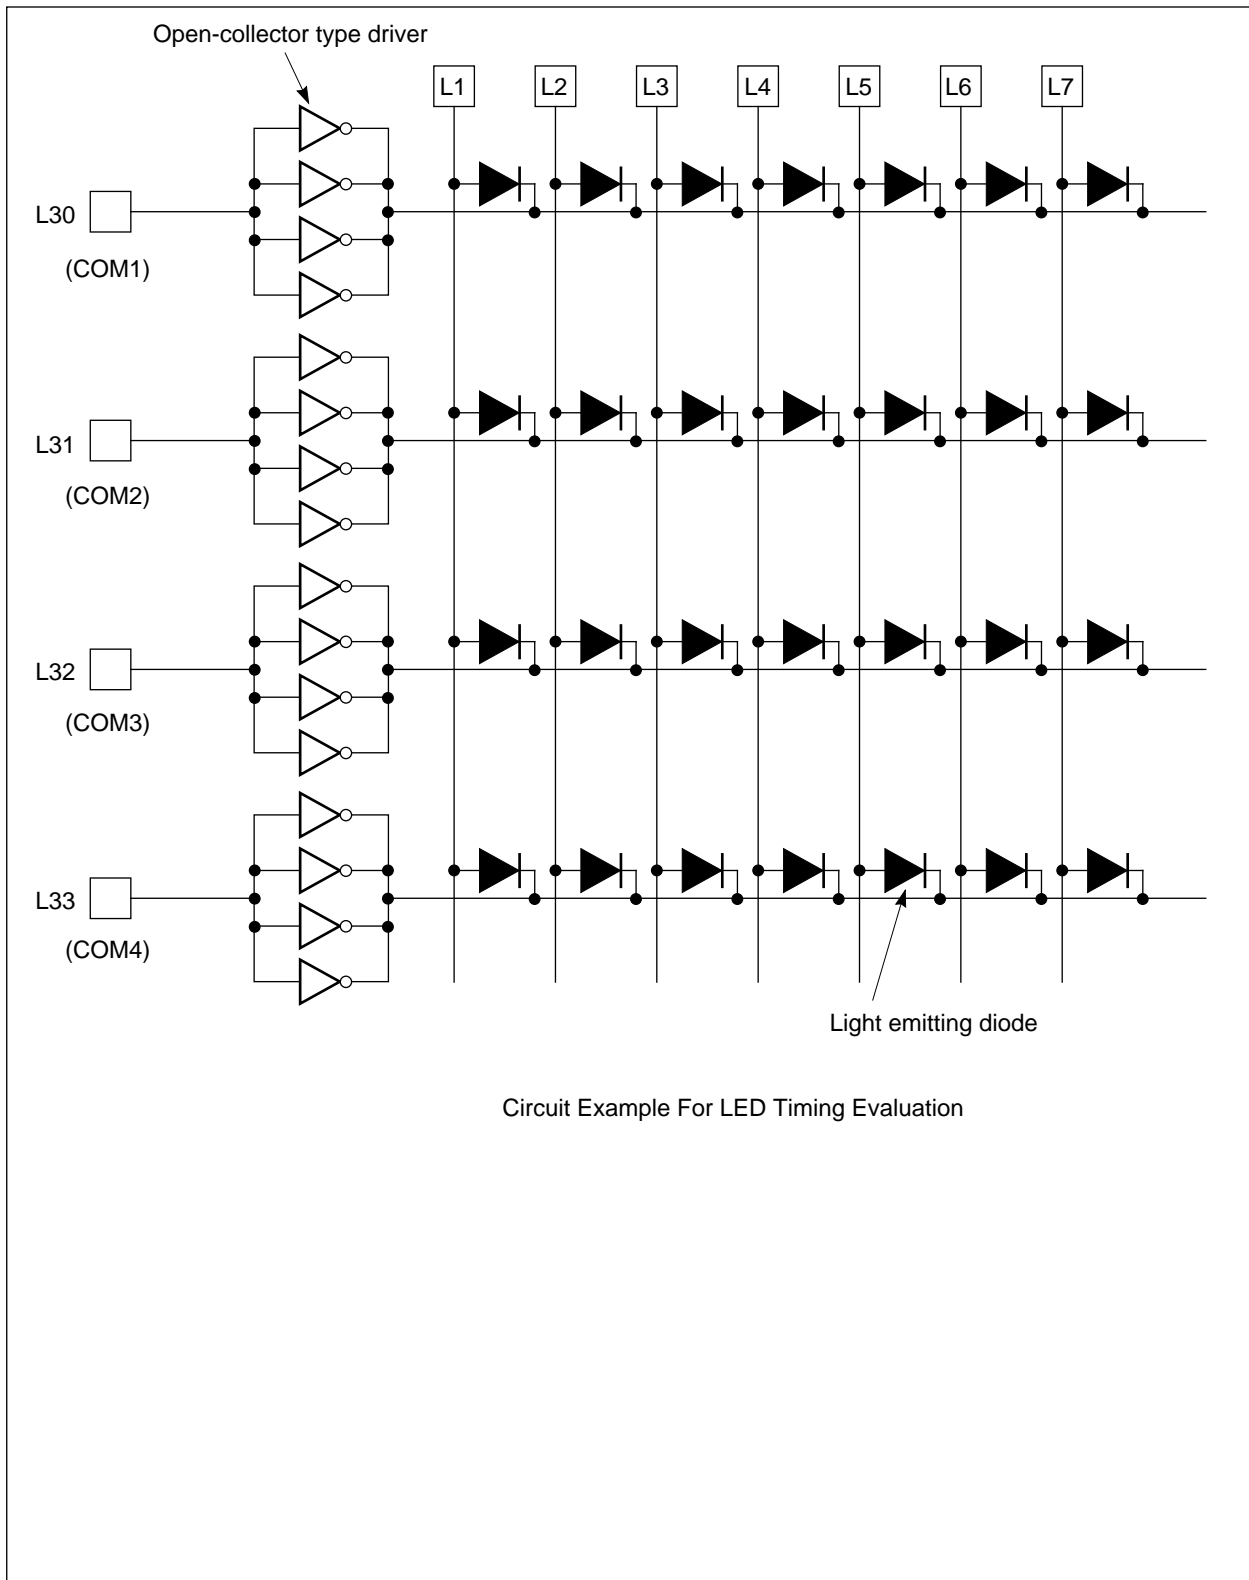 Open-collector type driver
L1 L2 L3 L4 L5 L6 L7
L30
(COM1)
L31
(COM2)
L32
(COM3)
L33
(COM4)
Light emitting diode
Circuit Example For LED Timing Evaluation